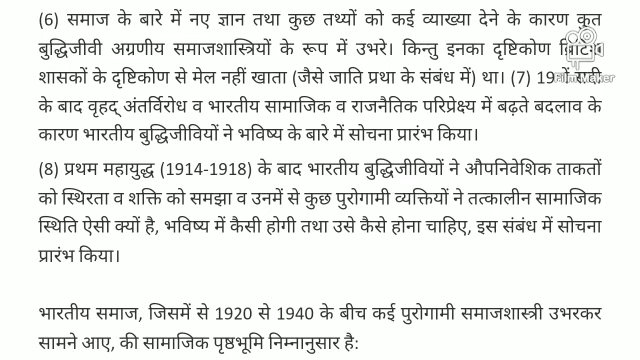 (6) समाज के बारे में नए ज्ञान तथा कुछ तथ्यों को कई व्याख्या देने के कारण कुंत
बुद्धिजीवी अग्रणीय समाजशास्त्रियों के रूप में उभरे। किन्तु इनका दृष्टिकोण ब्रिटिश
शासकों के दृष्टिकोण से मेल नहीं खाता (जैसे जाति प्रथा के संबंध में) था। (7) 19वें सदी
के बाद वृहद् अंतर्विरोध व भारतीय सामाजिक व राजनैतिक परिप्रेक्ष्य में बढ़ते बदलाव के
कारण भारतीय बुद्धिजीवियों ने भविष्य के बारे में सोचना प्रारंभ किया।
(8) प्रथम महायुद्ध (1914-1918) के बाद भारतीय बुद्धिजीवियों ने औपनिवेशिक ताकतों
को स्थिरता व शक्ति को समझा व उनमें से कुछ पुरोगामी व्यक्तियों ने तत्कालीन सामाजिक
स्थिति ऐसी क्यों है, भविष्य में कैसी होगी तथा उसे कैसे होना चाहिए, इस संबंध में सोचना
प्रारंभ किया।
भारतीय समाज, जिसमें से 1920 से 1940 के बीच कई पुरोगामी समाजशास्त्री उभरकर
सामने आए, की सामाजिक पृष्ठभूमि निम्नानुसार है:
FilmMaker